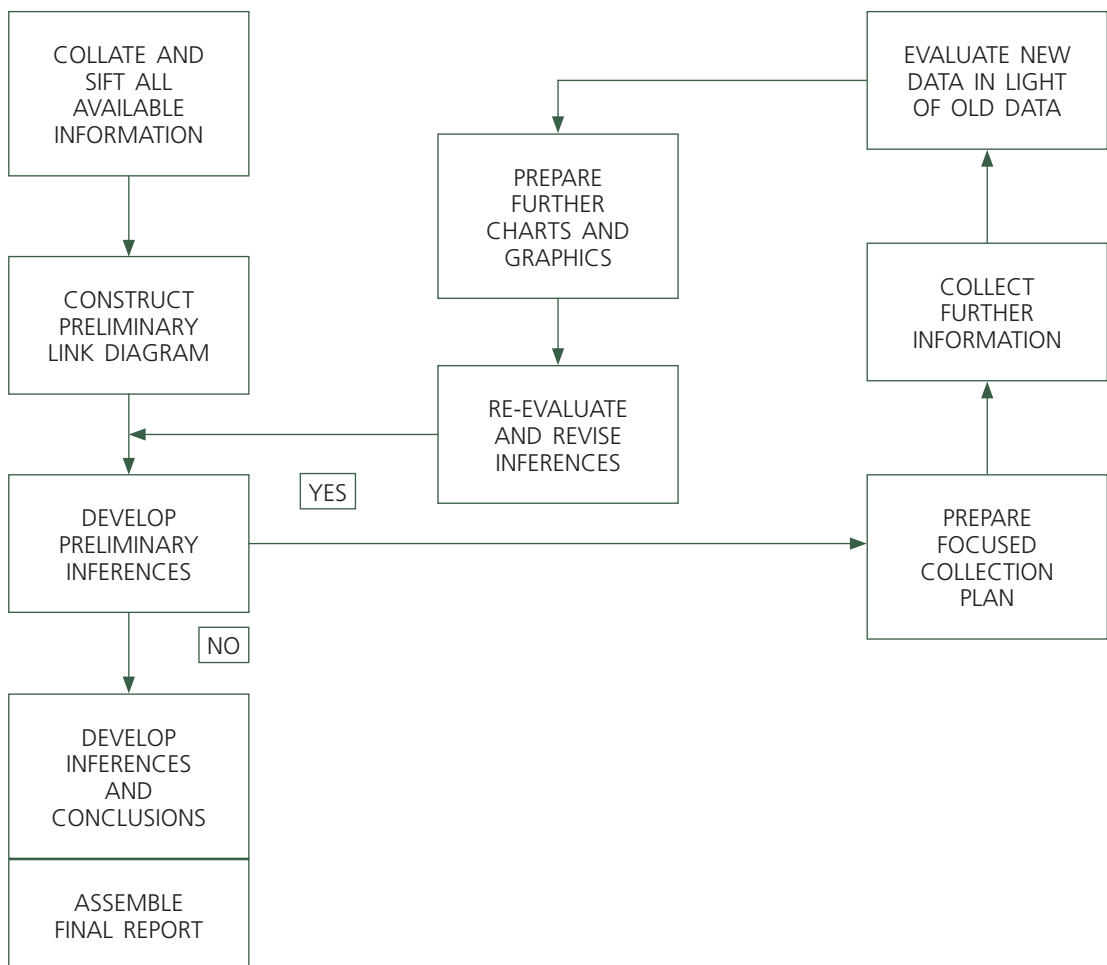 COLLATE AND
SIFT ALL
AVAILABLE
INFORMATION
CONSTRUCT
PRELIMINARY
LINK DIAGRAM
DEVELOP
PRELIMINARY
INFERENCES
YES
NO
DEVELOP
INFERENCES
AND
CONCLUSIONS
ASSEMBLE
FINAL REPORT
PREPARE
FOCUSED
COLLECTION
PLAN
COLLECT
FURTHER
INFORMATION
EVALUATE NEW
DATA IN LIGHT
OF OLD DATA
PREPARE
FURTHER
CHARTS AND
GRAPHICS
RE-EVALUATE
AND REVISE
INFERENCES